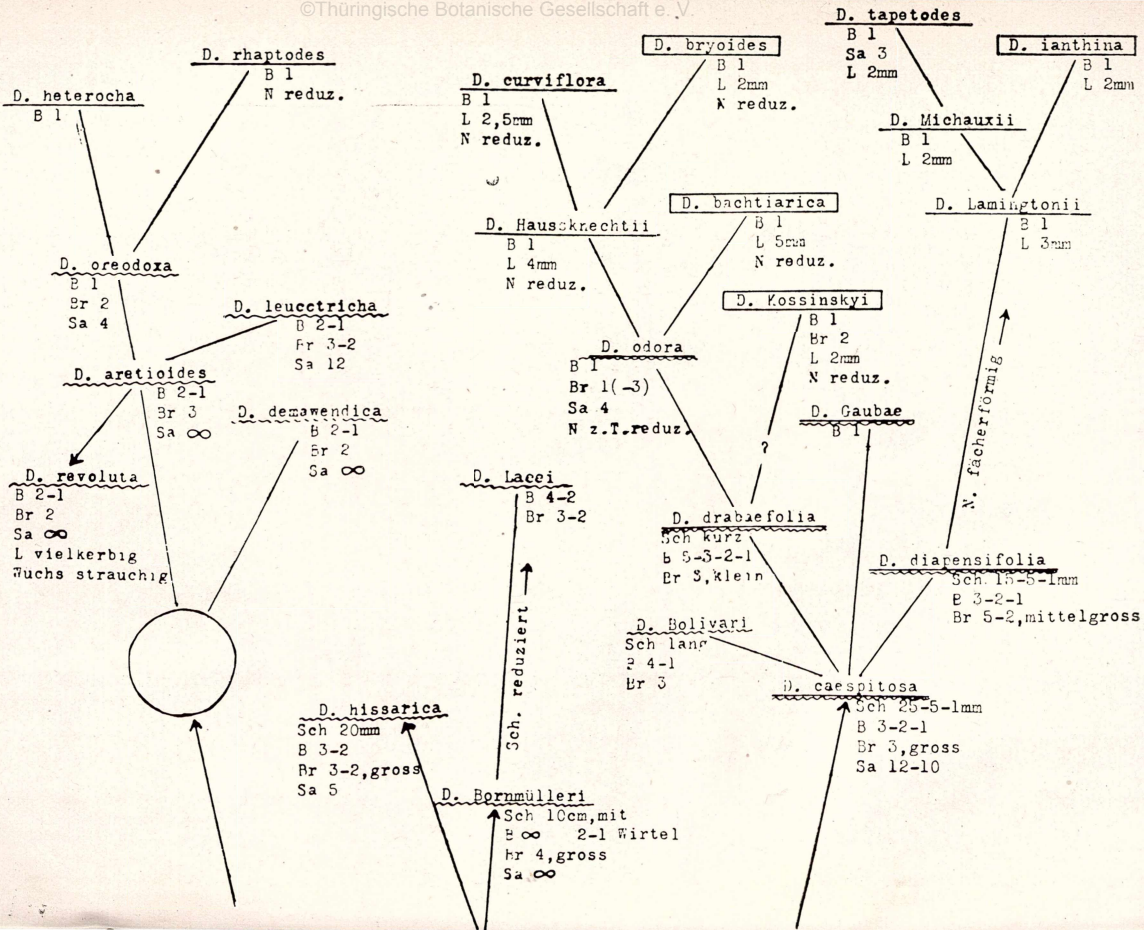 ©Thüringische Botanische Gesellschaft e. V.
D. tapetodes
B 1
Sa 3
L 2mm
D. ianthina
B 1
L 2mm
D. bryoides
B 1
L 2mm
N reduz.
D. rhaptodes
B 1
N reduz.
D. heterocha
B 1
D. curviflora
B 1
L 2,5mm
N reduz.
D. Michauxii
B 1
L 2mm
D. Lamingtonii
B 1
L 3mm
D. bachtiarica
B 1
L 5mm
N reduz.
D. Haussknechtii
B 1
L 4mm
N reduz.
D. oreodoxa
B 1
Br 2
Sa 4
D. leucotricha
B 2-1
Br 3-2
Sa 12
D. Kossinskyi
B 1
Br 2
L 2mm
N reduz.
D. odora
B 1
Br 1(-3)
Sa 4
N z.T.reduz.
D. aretioides
B 2-1
Br 3
Sa ∞
D. demawendica
B 2-1
Br 2
Sa ∞
D. Gaubae
B 1
?
N. fächerförmig
D. revoluta
B 2-1
Br 2
Sa ∞
L vielkerbig
Wuchs strauchig
D. Lacei
B 4-2
Br 3-2
D. drabaefolia
Sch kurz
B 5-3-2-1
Br 3,klein
D. diapensifolia
Sch. 15-5-1mm
B 3-2-1
Br 5-2,mittelgross
Sch. reduziert
D. Bolivari
Sch lang
B 4-1
Br 3
D. caespitosa
Sch 25-5-1mm
B 3-2-1
Br 3,gross
Sa 12-10
D. hissarica
Sch 20mm
B 3-2
Br 3-2,gross
Sa 5
D. Bornmülleri
Sch 10cm,mit
B ∞ 2-1 Wirtel
Br 4,gross
Sa ∞